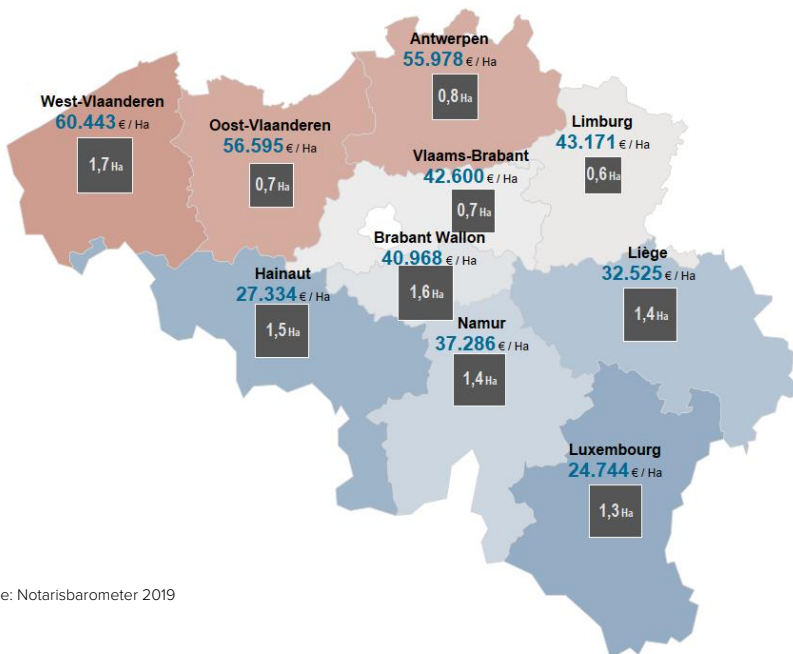 Antwerpen
55.978 € / Ha
0,8 Ha
West-Vlaanderen
60.443 € / Ha
1,7 Ha
Oost-Vlaanderen
56.595 € / Ha
0,7 Ha
Limburg
43.171 € / Ha
0,6 Ha
Vlaams-Brabant
42.600 € / Ha
0,7 Ha
Brabant Wallon
40.968 € / Ha
1,6 Ha
Hainaut
27.334 € / Ha
1,5 Ha
Liège
32.525 € / Ha
1,4 Ha
Namur
37.286 € / Ha
1,4 Ha
Luxembourg
24.744 € / Ha
1,3 Ha
e: Notarisbarometer 2019